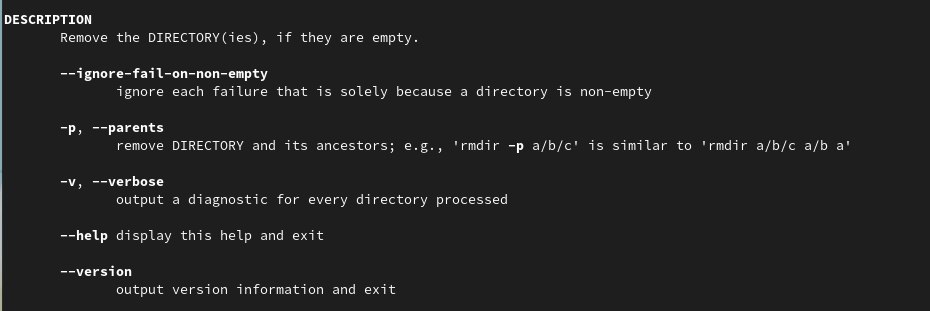 DESCRIPTION
Remove the DIRECTORY(ies), if they are empty.
--ignore-fail-on-non-empty
ignore each failure that is solely because a directory is non-empty
-p, --parents
remove DIRECTORY and its ancestors; e.g., 'rmdir -p a/b/c' is similar to 'rmdir a/b/c a/b a'
-v, --verbose
output a diagnostic for every directory processed
--help display this help and exit
--version
output version information and exit